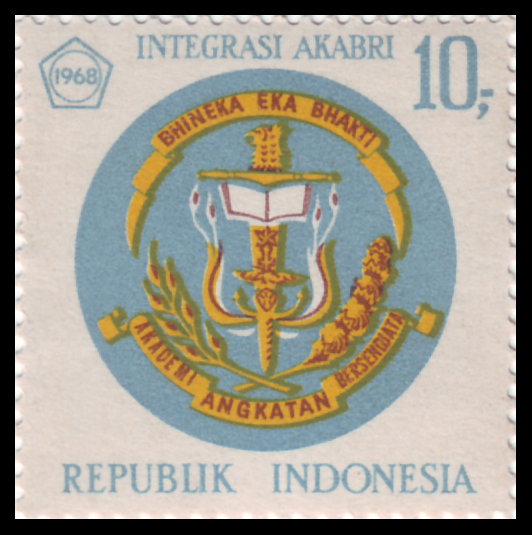 INTEGRASI AKABRI
10,-
1968
BHINEKA EKA BHAKTI
AKADEMI ANGKATAN BERSENDJATA
REPUBLIK INDONESIA